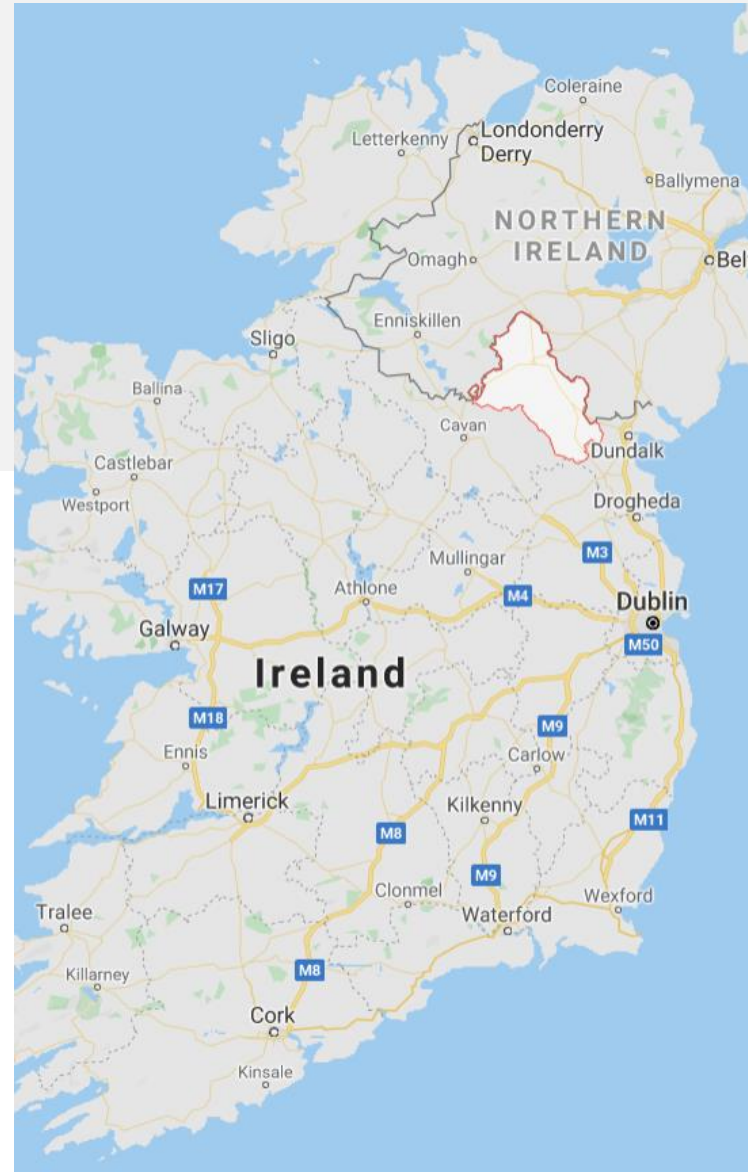 Coleraine
Londonderry
Derry
Letterkenny
Ballymena
NORTHERN
IRELAND
Omagh
Bel
Enniskillen
Sligo
Ballina
Cavan
Dundalk
Castlebar
Westport
Drogheda
M3
Mullingar
M17
Athlone
M4
Dublin
Galway
M50
Ireland
M18
M9
Ennis
Carlow
Limerick
Kilkenny
M8
M11
M9
Clonmel
Wexford
Tralee
Waterford
M8
Killarney
Cork
Kinsale